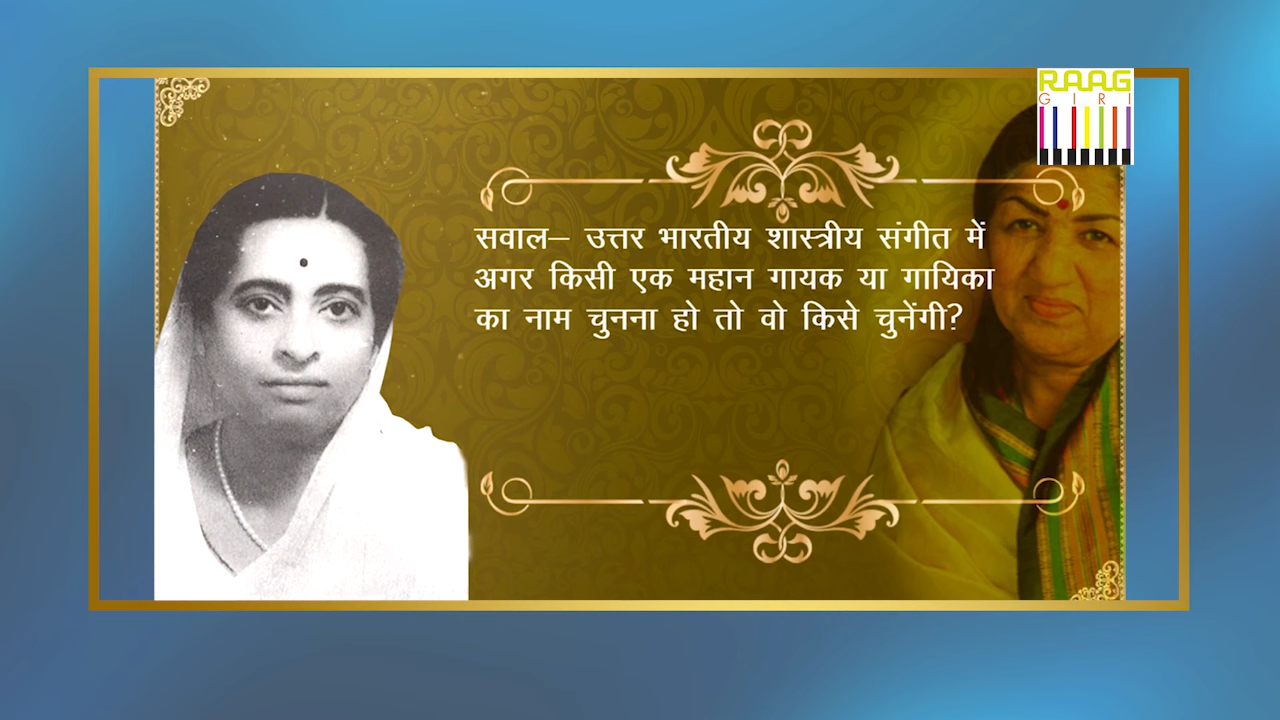 RAAG
GIRI
सवाल– उत्तर भारतीय शास्त्रीय संगीत में
अगर किसी एक महान गायक या गायिका
का नाम चुनना हो तो वो किसे चुनेंगी?